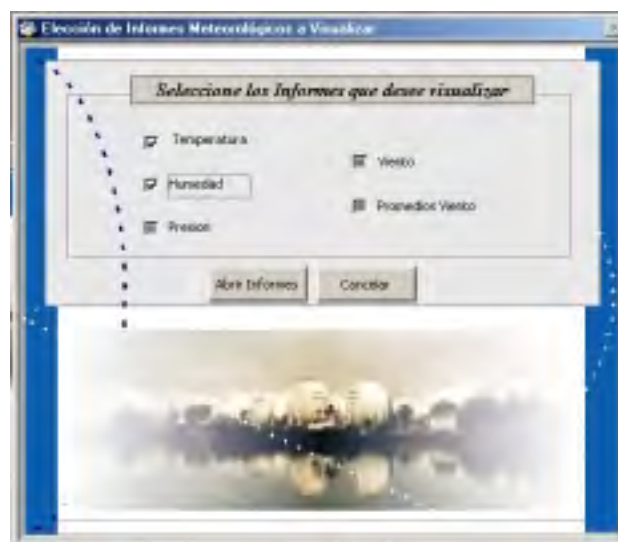 Elección de Informes Meteorológicos a Visualizar
Seleccione los Informes que desee visualizar
Temperatura
Humedad
Presion
Viento
Promedios Viento
Abrir Informes
Cancelar